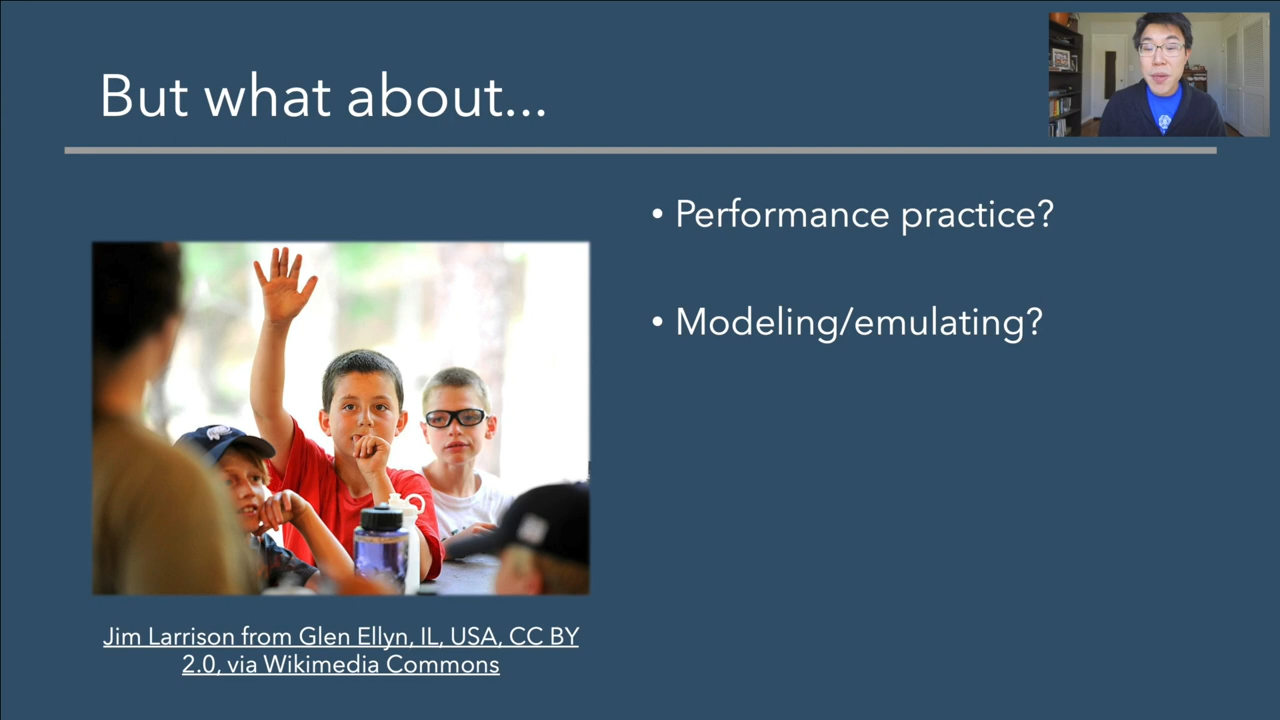 But what about...
• Performance practice?
• Modeling/emulating?
Jim Larrison from Glen Ellyn, IL, USA, CC BY
2.0, via Wikimedia Commons